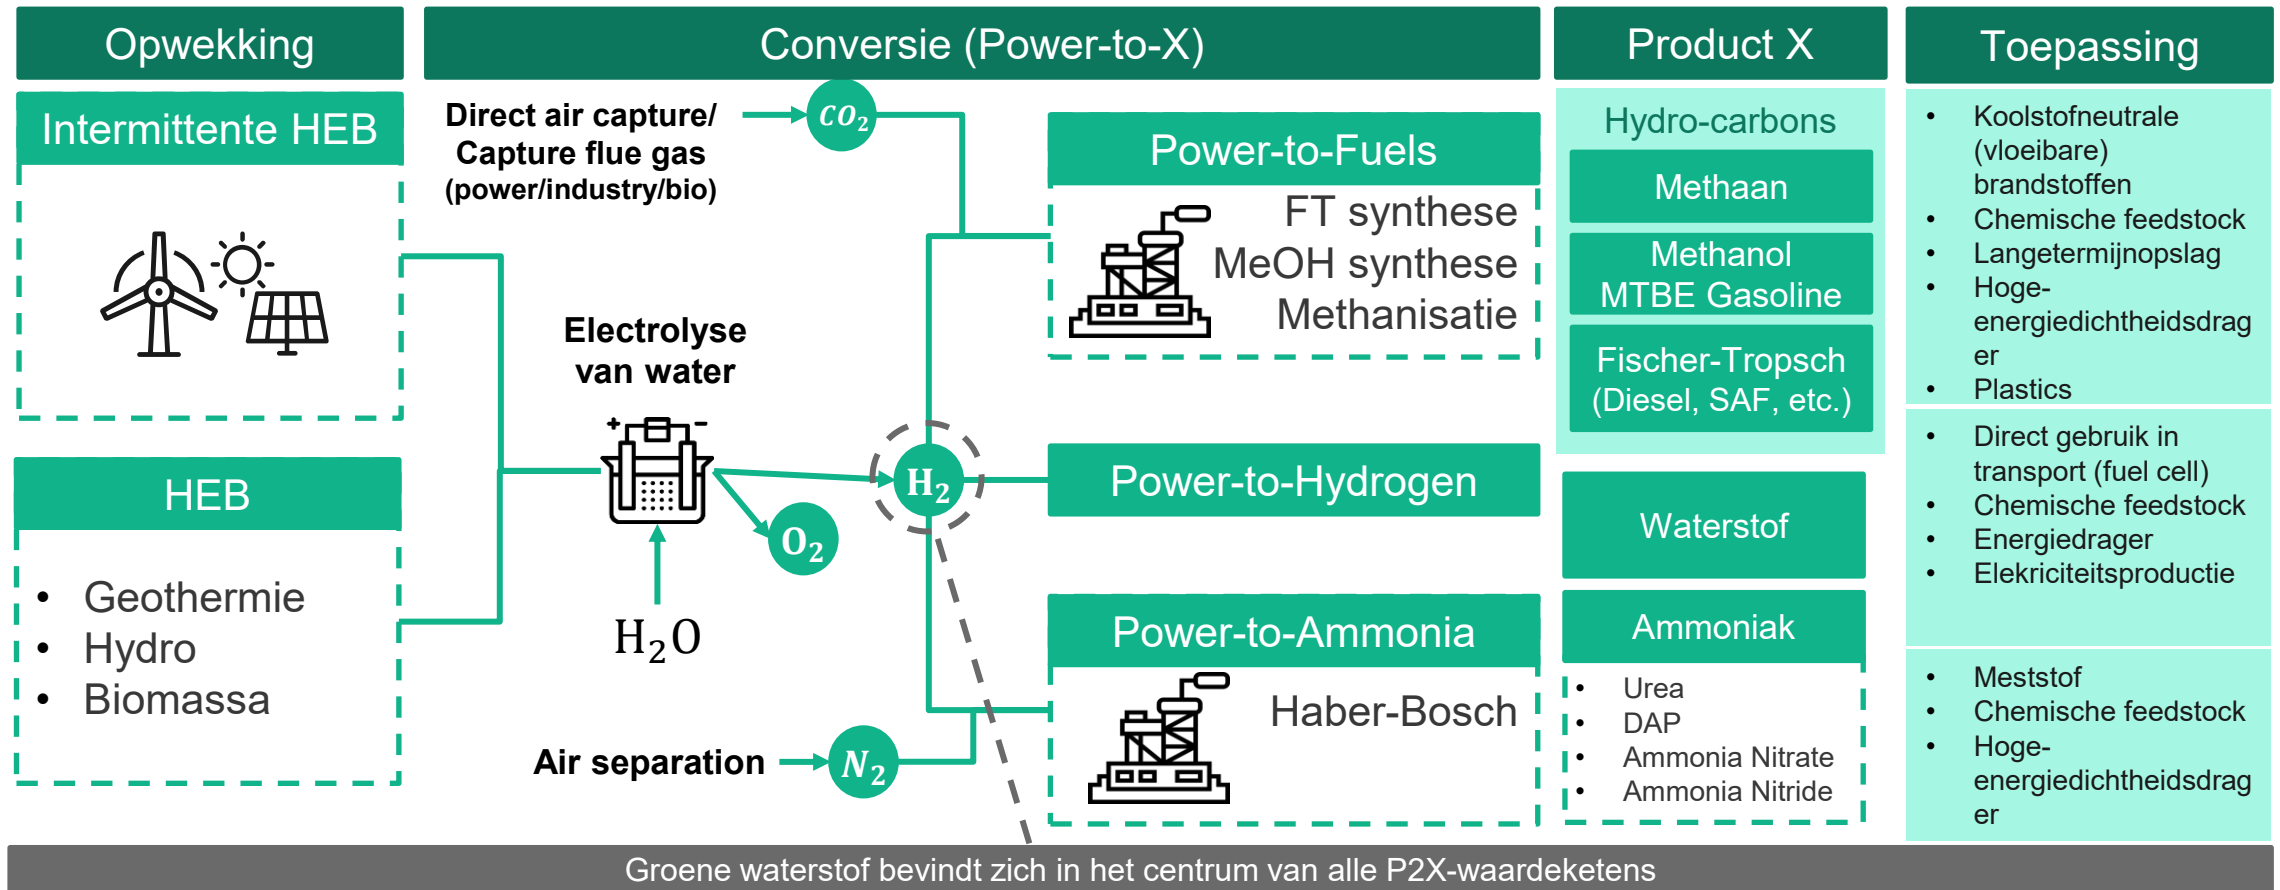 Opwekking
Intermittente HEB
HEB
• Geothermie
• Hydro
• Biomassa
Conversie (Power-to-X)
Direct air capture/
Capture flue gas
(power/industry/bio)
CO₂
Electrolyse
van water
+ −
H₂
O₂
H₂O
Air separation
N₂
Power-to-Fuels
FT synthese
MeOH synthese
Methanisatie
Power-to-Hydrogen
Power-to-Ammonia
Haber-Bosch
Product X
Hydro-carbons
Methaan
Methanol
MTBE Gasoline
Fischer-Tropsch
(Diesel, SAF, etc.)
Waterstof
Ammoniak
• Urea
• DAP
• Ammonia Nitrate
• Ammonia Nitride
Toepassing
• Koolstofneutrale
(vloeibare)
brandstoffen
• Chemische feedstock
• Langetermijnopslag
• Hoge-
energiedichtheidsdrag
er
• Plastics
• Direct gebruik in
transport (fuel cell)
• Chemische feedstock
• Energiedrager
• Elekriciteitsproductie
• Meststof
• Chemische feedstock
• Hoge-
energiedichtheidsdrag
er
Groene waterstof bevindt zich in het centrum van alle P2X-waardeketens